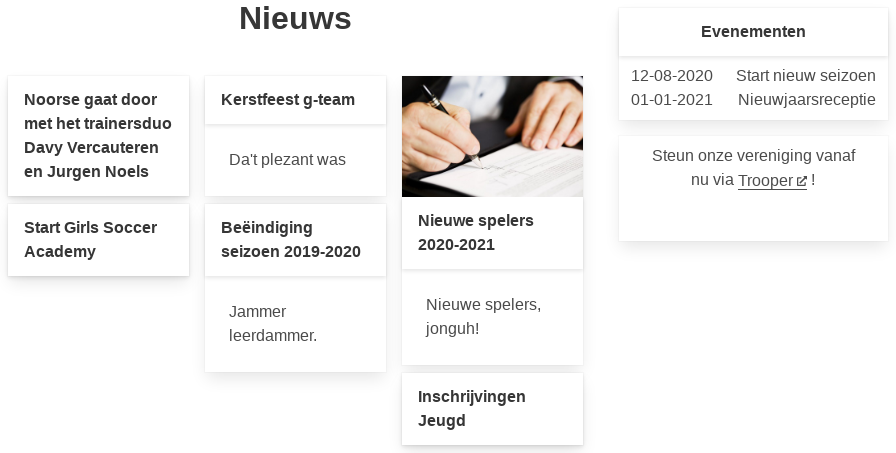 Nieuws
Noorse gaat door
met het trainersduo
Davy Vercauteren
en Jurgen Noels
Start Girls Soccer
Academy
Kerstfeest g-team
Da't plezant was
Beëindiging
seizoen 2019-2020
Jammer
leerdammer.
Nieuwe spelers
2020-2021
Nieuwe spelers,
jonguh!
Inschrijvingen
Jeugd
Evenementen
12-08-2020 Start nieuw seizoen
01-01-2021 Nieuwjaarsreceptie
Steun onze vereniging vanaf
nu via Trooper !